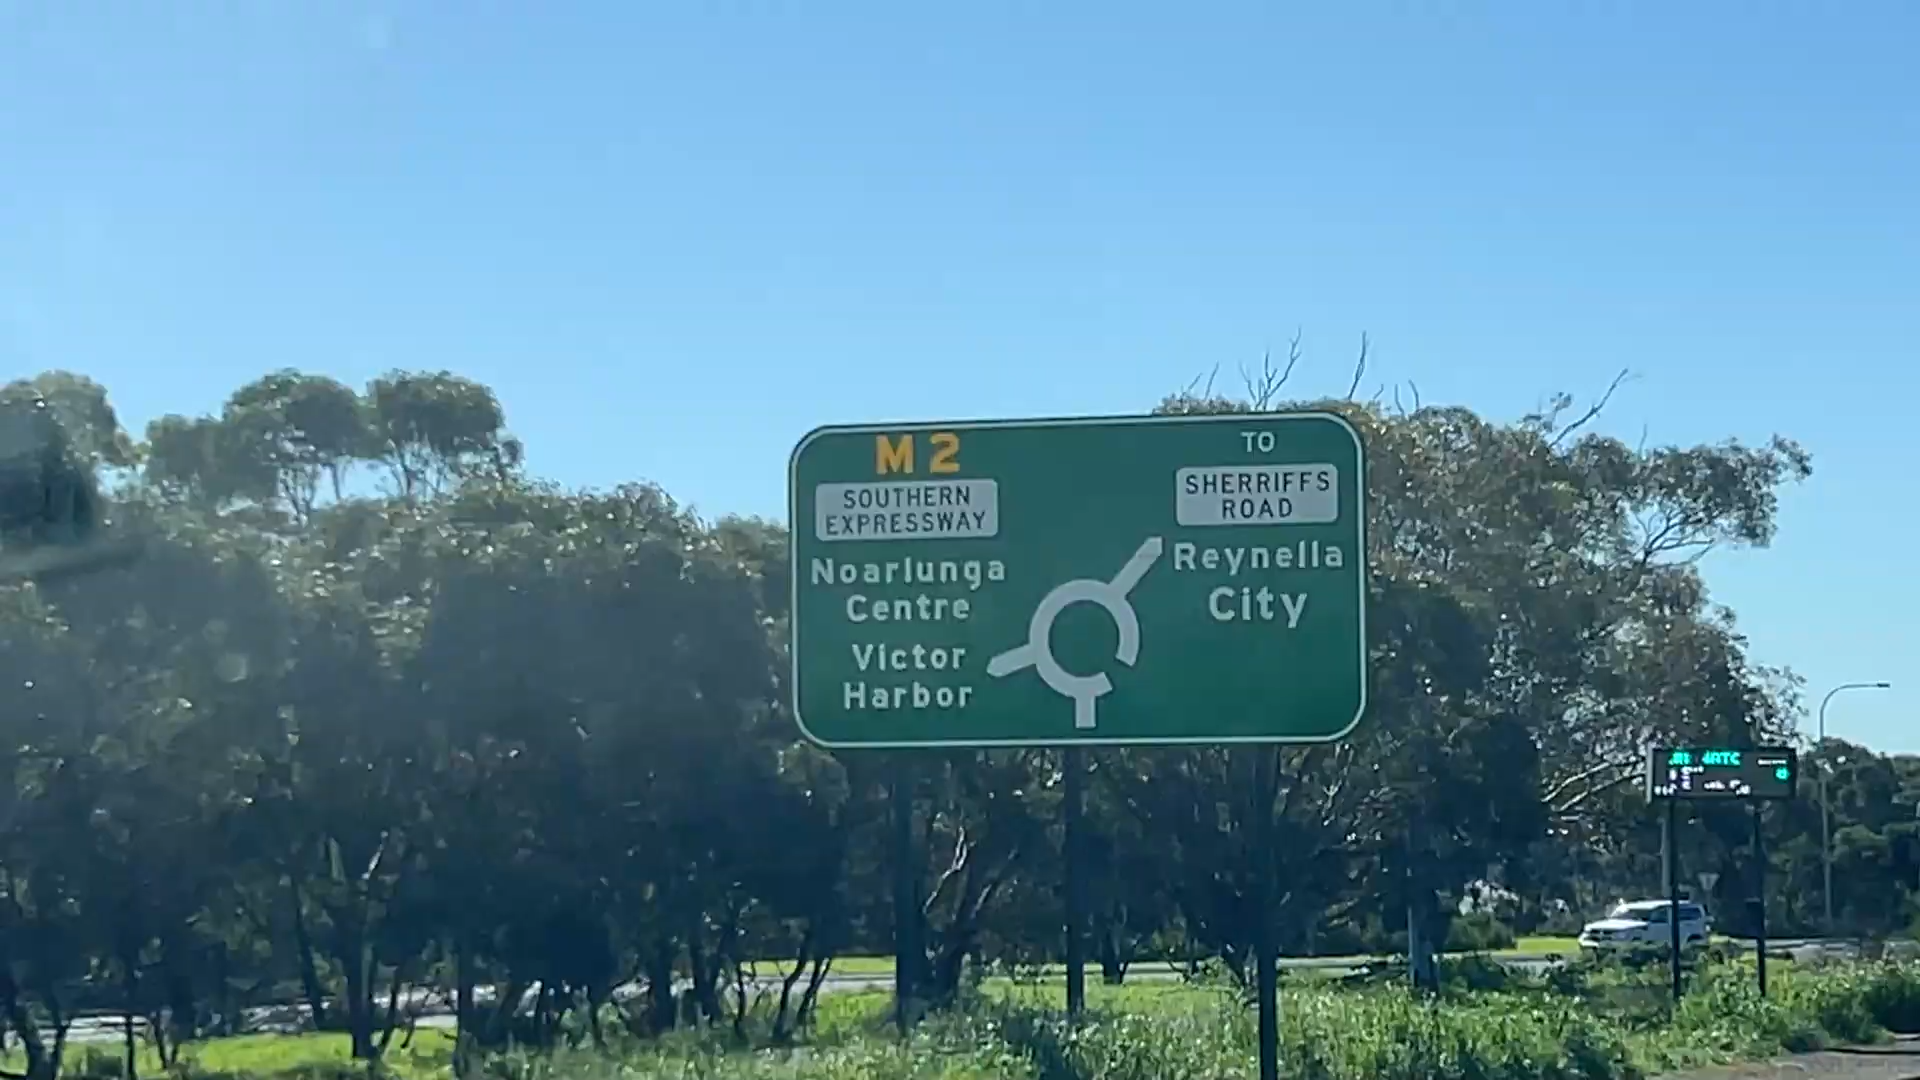 M2
SOUTHERN
EXPRESSWAY
Noarlunga
Centre
Victor
Harbor
TO
SHERRIFFS
ROAD
Reynella
City